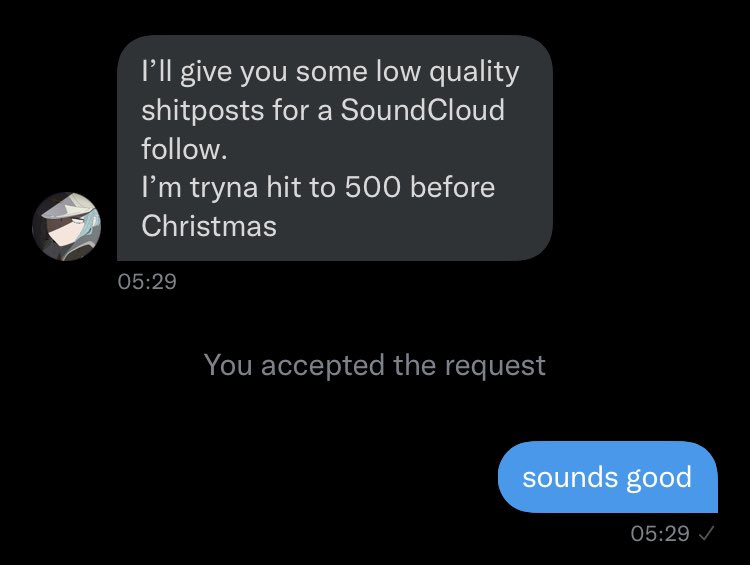 I’ll give you some low quality
shitposts for a SoundCloud
follow.
I’m tryna hit to 500 before
Christmas
05:29
You accepted the request
sounds good
05:29